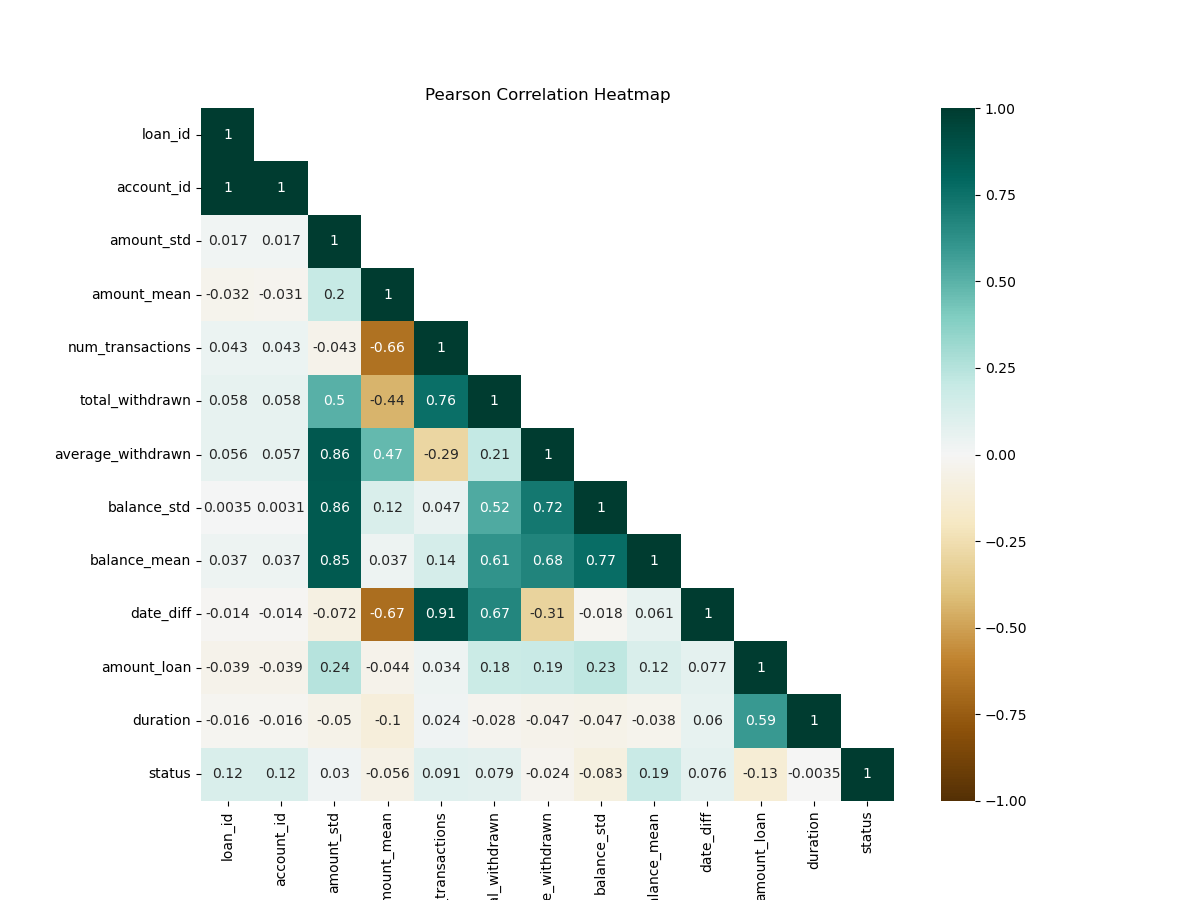 Pearson Correlation Heatmap
loan_id 1
account_id 1 1
amount_std 0.017 0.017 1
amount_mean -0.032 -0.031 0.2 1
num_transactions 0.043 0.043 -0.043 -0.66 1
total_withdrawn 0.058 0.058 0.5 -0.44 0.76 1
average_withdrawn 0.056 0.057 0.86 0.47 -0.29 0.21 1
balance_std 0.0035 0.0031 0.86 0.12 0.047 0.52 0.72 1
balance_mean 0.037 0.037 0.85 0.037 0.14 0.61 0.68 0.77 1
date_diff -0.014 -0.014 -0.072 -0.67 0.91 0.67 -0.31 -0.018 0.061 1
amount_loan -0.039 -0.039 0.24 -0.044 0.034 0.18 0.19 0.23 0.12 0.077 1
duration -0.016 -0.016 -0.05 -0.1 0.024 -0.028 -0.047 -0.047 -0.038 0.06 0.59 1
status 0.12 0.12 0.03 -0.056 0.091 0.079 -0.024 -0.083 0.19 0.076 -0.13 -0.0035 1
loan_id
account_id
amount_std
mount_mean
_transactions
al_withdrawn
e_withdrawn
balance_std
lance_mean
date_diff
amount_loan
duration
status
1.00
0.75
0.50
0.25
0.00
−0.25
−0.50
−0.75
−1.00